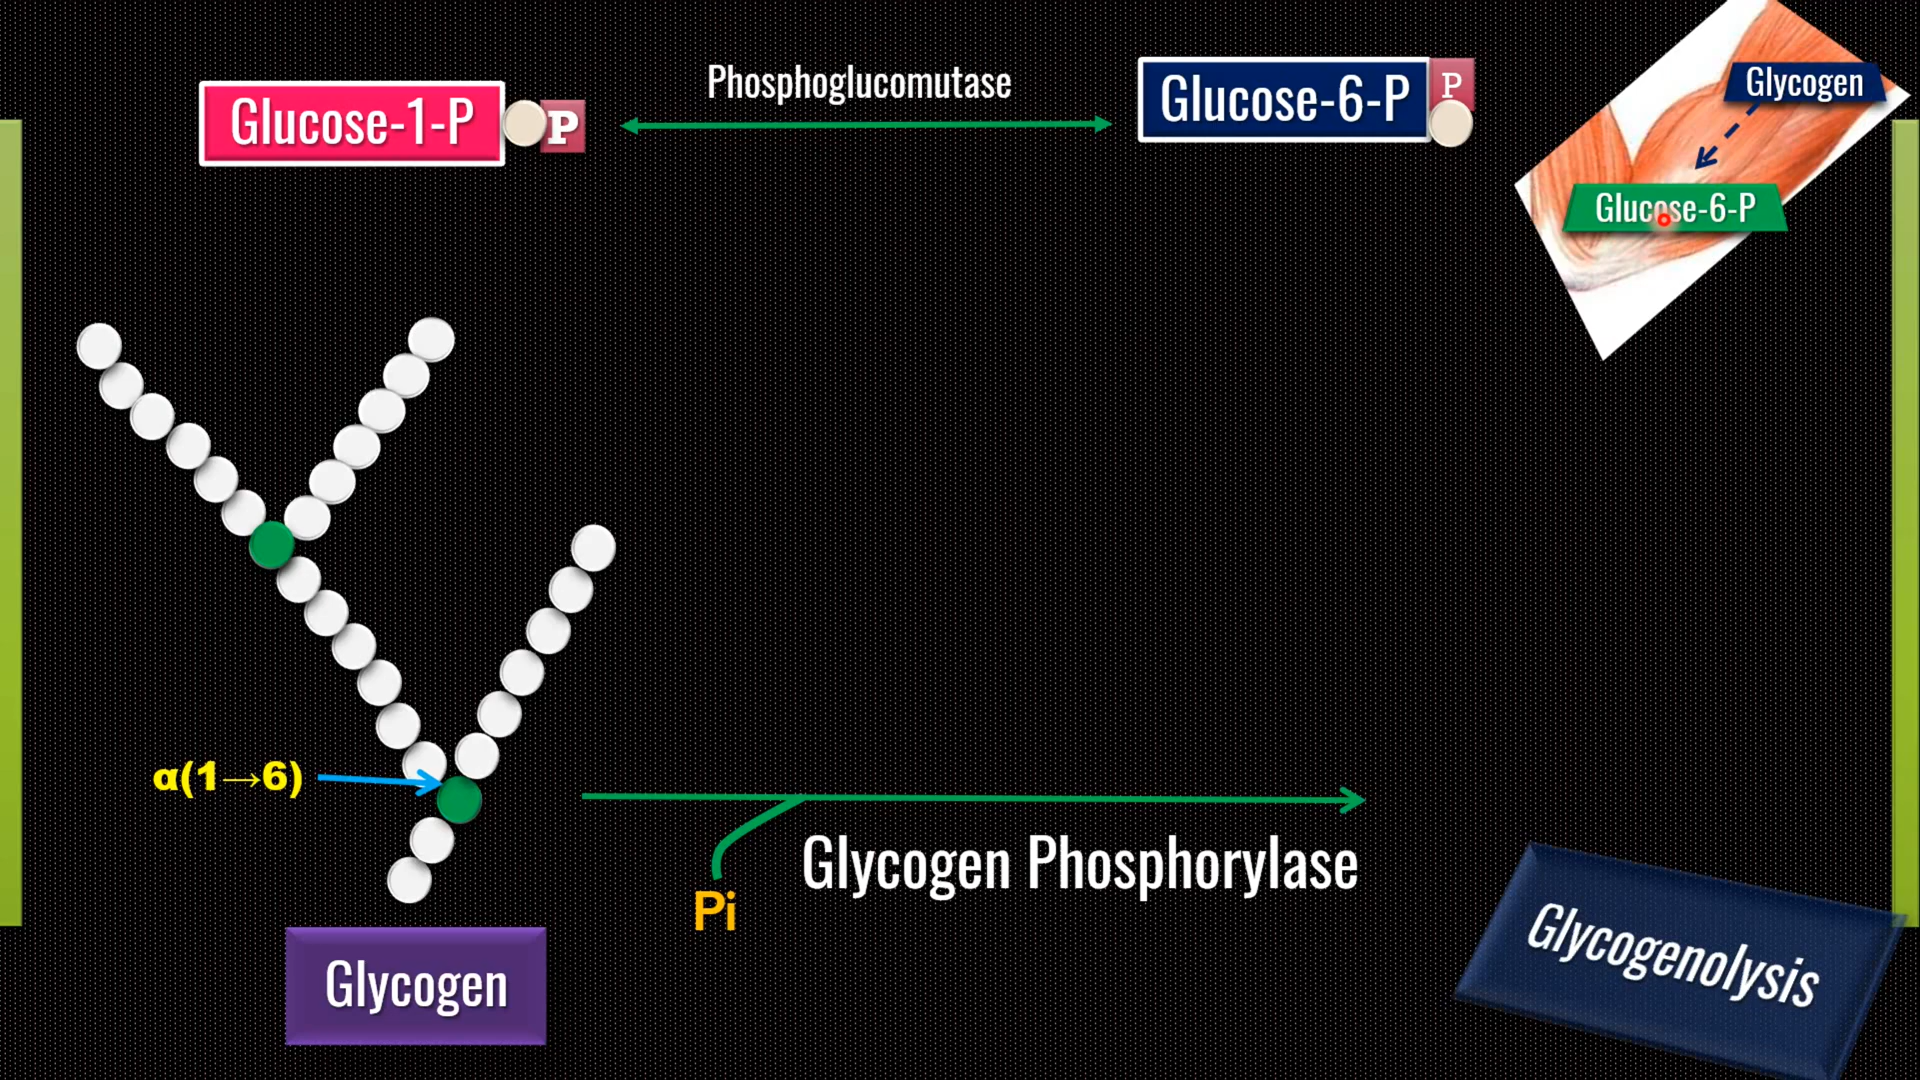 Glucose-1-P
P
Phosphoglucomutase
Glucose-6-P
P
Glycogen
Glucose-6-P
α(1→6)
Glycogen Phosphorylase
Pi
Glycogen
Glycogenolysis